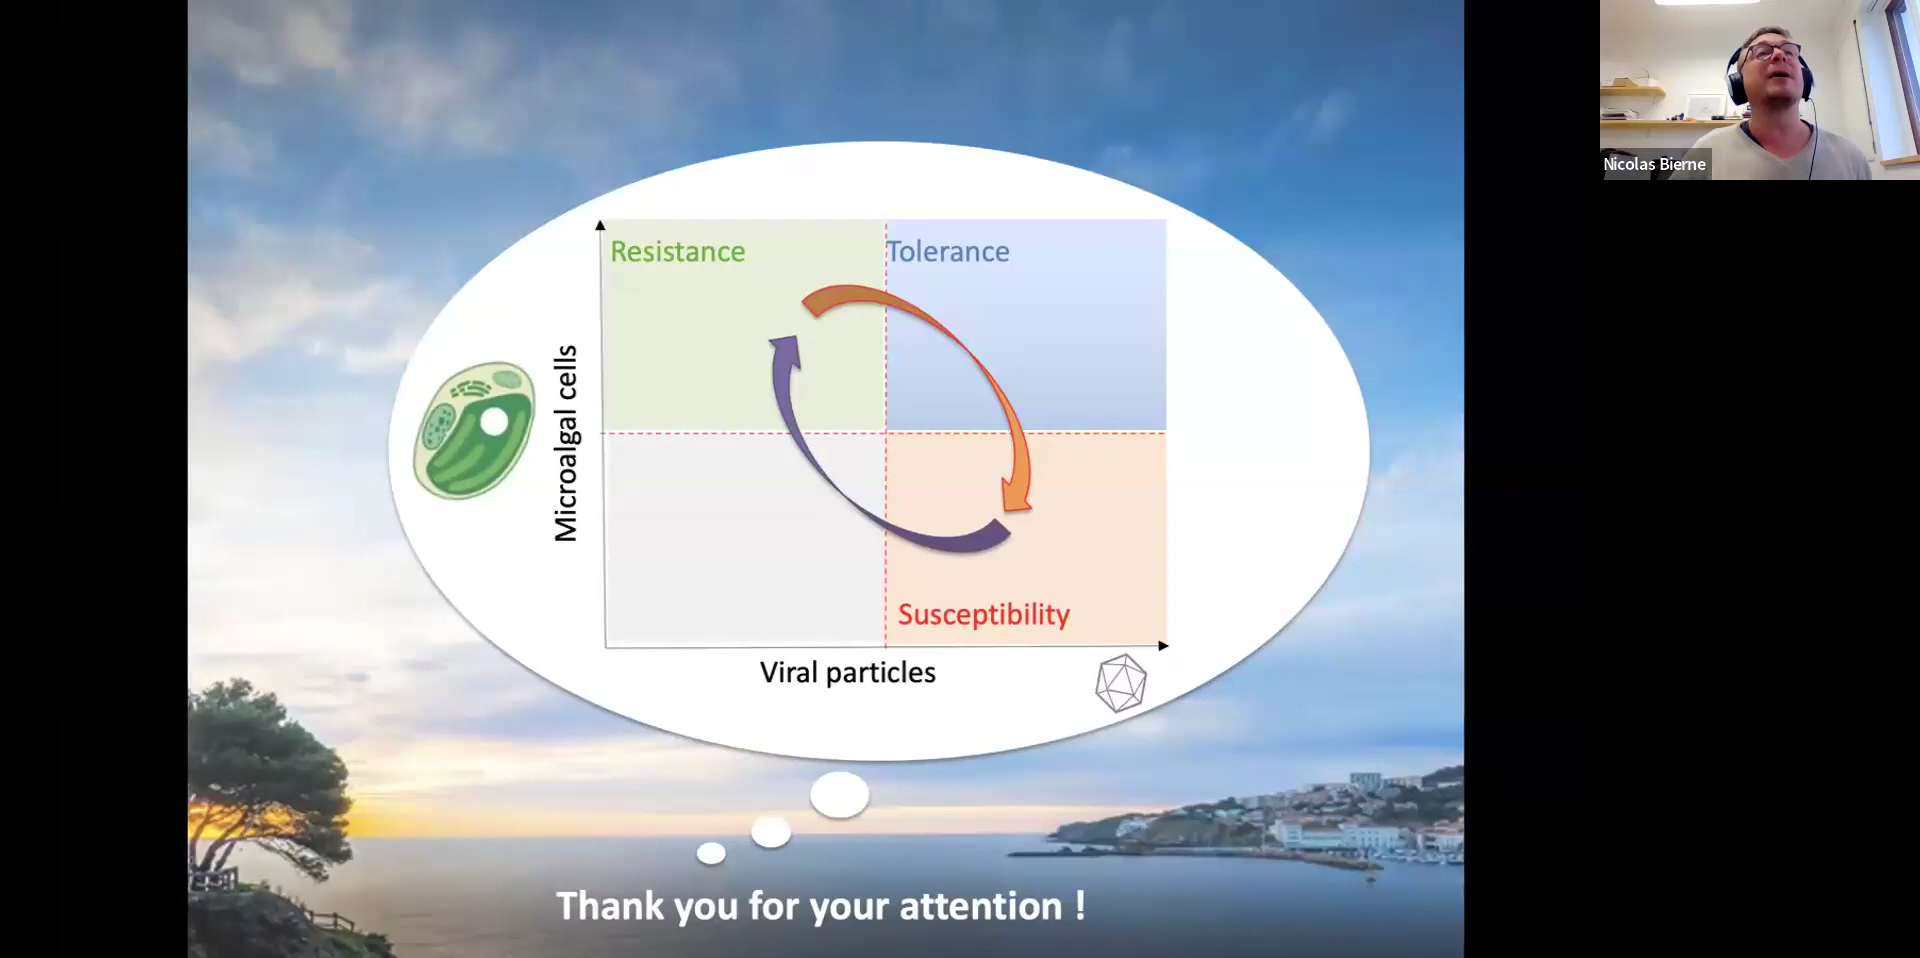 Nicolas Bierne
Resistance
Tolerance
Microalgal cells
Susceptibility
Viral particles
Thank you for your attention !